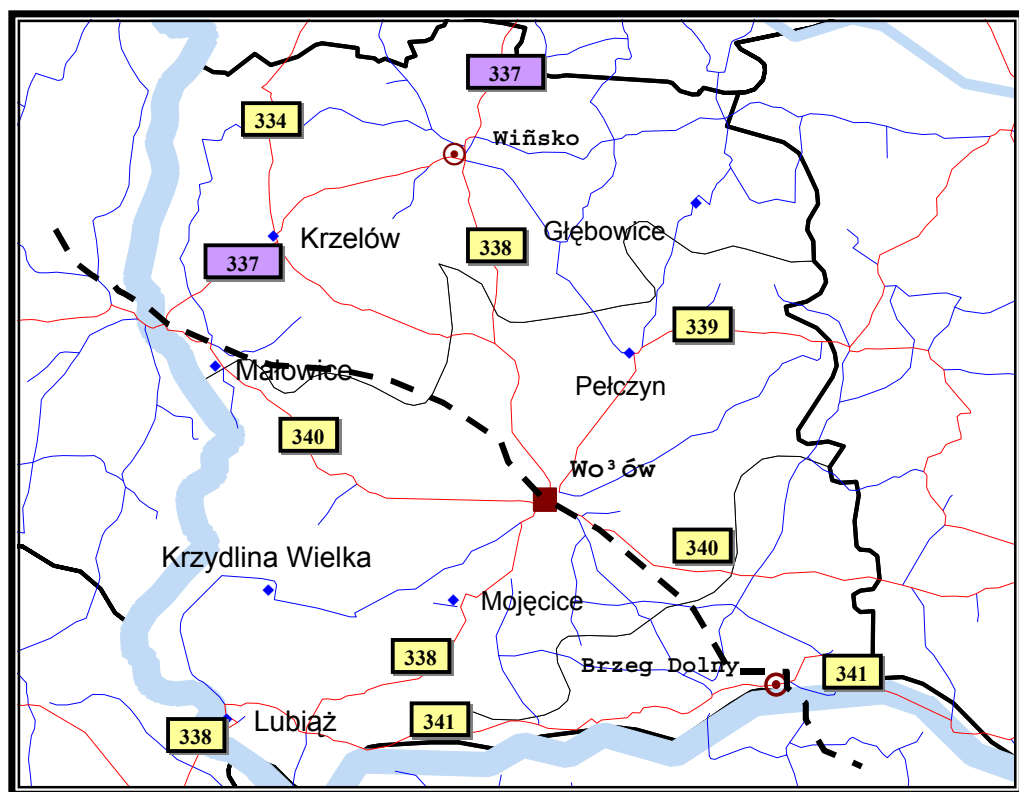 337
334
Wiñsko
Głębowice
Krzelów
338
337
339
Małowice
Pełczyn
340
Wo³ów
340
Krzydlina Wielka
Mojęcice
338
Brzeg Dolny
341
Lubiąż
341
338